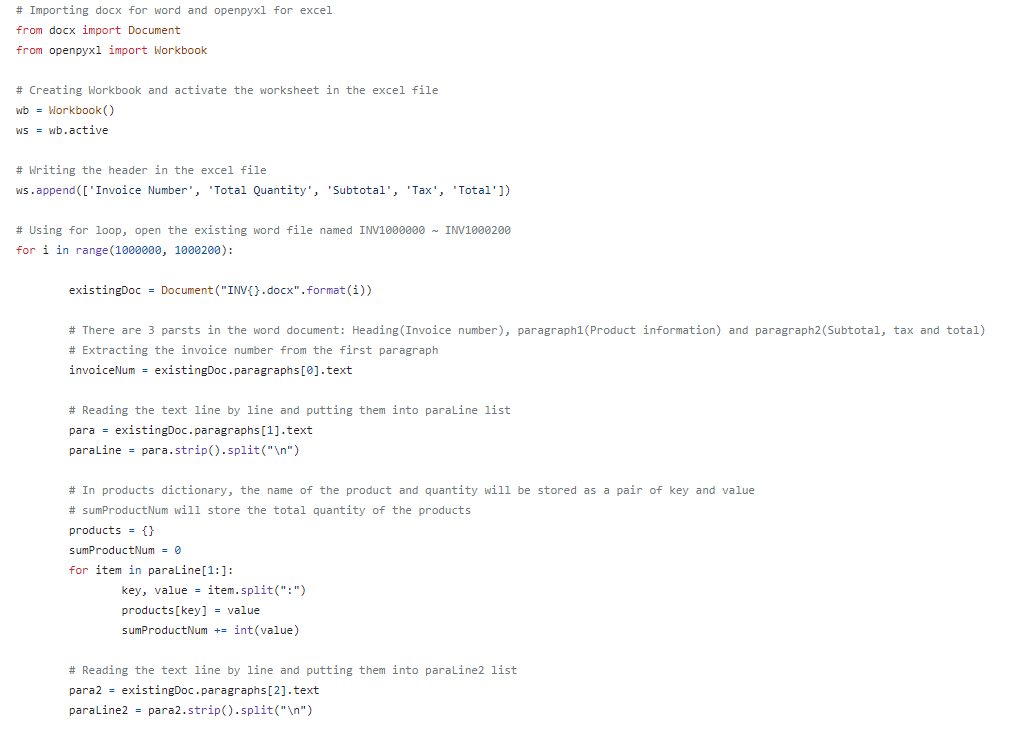 # Importing docx for word and openpyxl for excel
from docx import Document
from openpyxl import Workbook
# Creating Workbook and activate the worksheet in the excel file
wb = Workbook()
ws = wb.active
# Writing the header in the excel file
ws.append(['Invoice Number', 'Total Quantity', 'Subtotal', 'Tax', 'Total'])
# Using for loop, open the existing word file named INV1000000 ~ INV1000200
for i in range(1000000, 1000200):
existingDoc = Document("INV{}.docx".format(i))
# There are 3 parsts in the word document: Heading(Invoice number), paragraph1(Product information) and paragraph2(Subtotal, tax and total)
# Extracting the invoice number from the first paragraph
invoiceNum = existingDoc.paragraphs[0].text
# Reading the text line by line and putting them into paraLine list
para = existingDoc.paragraphs[1].text
paraLine = para.strip().split("\n")
# In products dictionary, the name of the product and quantity will be stored as a pair of key and value
# sumProductNum will store the total quantity of the products
products = {}
sumProductNum = 0
for item in paraLine[1:]:
key, value = item.split(":")
products[key] = value
sumProductNum += int(value)
# Reading the text line by line and putting them into paraLine2 list
para2 = existingDoc.paragraphs[2].text
paraLine2 = para2.strip().split("\n")